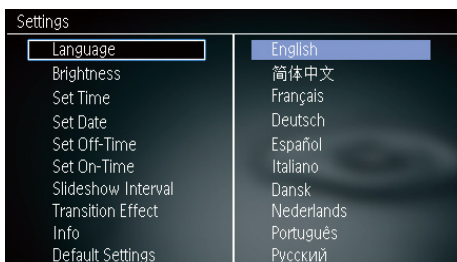 Settings
Language
Brightness
Set Time
Set Date
Set Off-Time
Set On-Time
Slideshow Interval
Transition Effect
Info
Default Settings
English
简体中文
Français
Deutsch
Español
Italiano
Dansk
Nederlands
Português
Русский